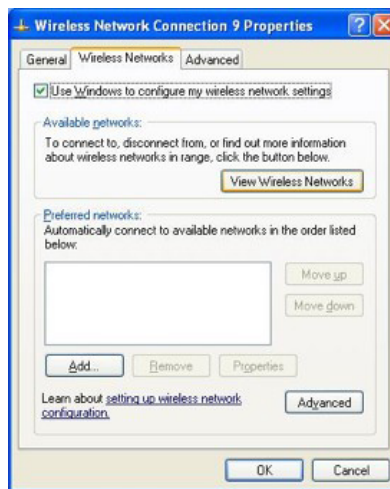 Wireless Network Connection 9 Properties
General Wireless Networks Advanced
Use Windows to configure my wireless network settings
Available networks:
To connect to, disconnect from, or find out more information
about wireless networks in range, click the button below.
View Wireless Networks
Preferred networks:
Automatically connect to available networks in the order listed
below:
Move up
Move down
Add... Remove Properties
Learn about setting up wireless network
configuration.
Advanced
OK Cancel